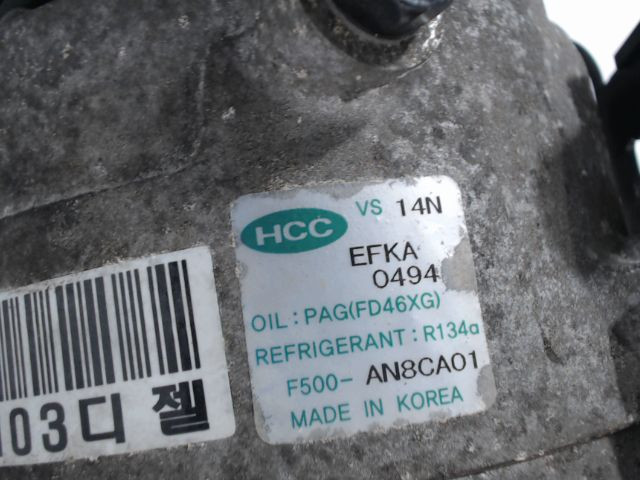 HCC VS 14N
EFKA
0494
OIL : PAG(FD46XG)
REFRIGERANT : R134a
F500- AN8CA01
MADE IN KOREA
103디 젤